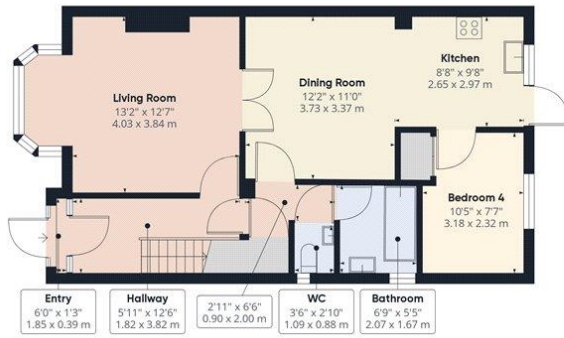 Living Room
13'2" x 12'7"
4.03 x 3.84 m
Dining Room
12'2" x 11'0"
3.73 x 3.37 m
Kitchen
8'8" x 9'8"
2.65 x 2.97 m
Bedroom 4
10'5" x 7'7"
3.18 x 2.32 m
Entry
6'0" x 1'3"
1.85 x 0.39 m
Hallway
5'11" x 12'6"
1.82 x 3.82 m
2'11" x 6'6"
0.90 x 2.00 m
WC
3'6" x 2'10"
1.09 x 0.88 m
Bathroom
6'9" x 5'5"
2.07 x 1.67 m